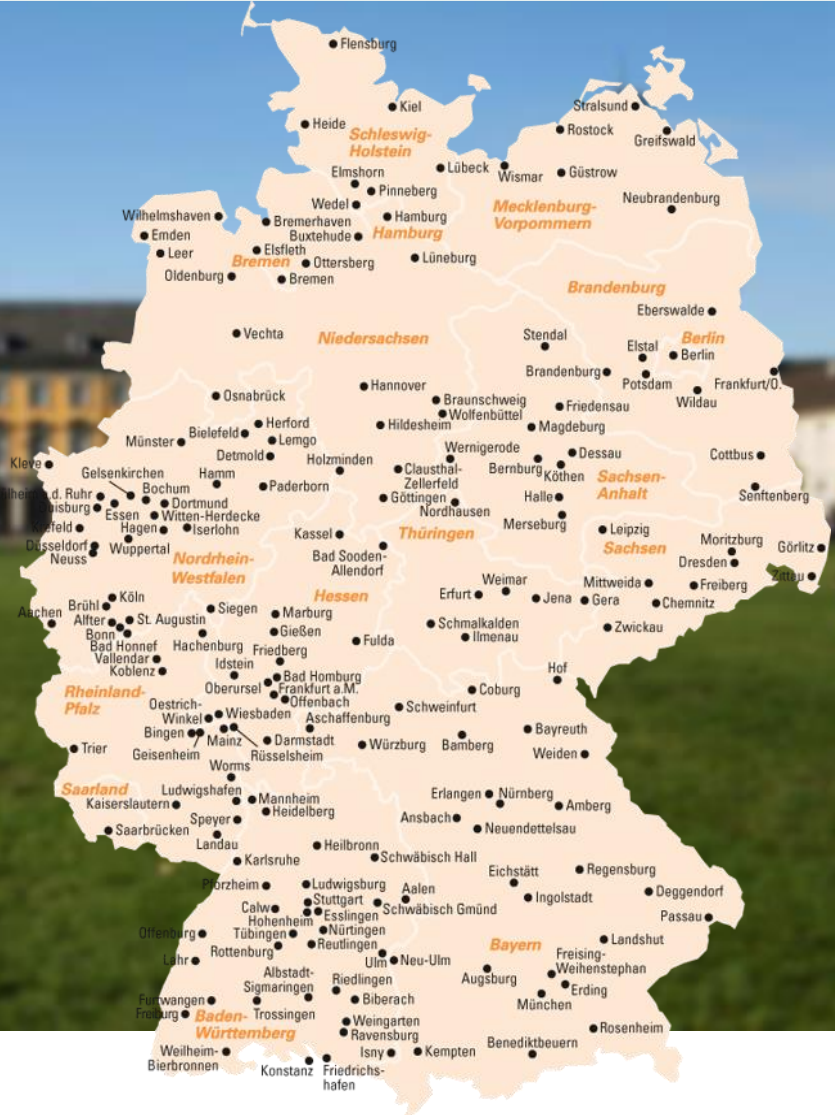 Flensburg
Kiel
Heide
Schleswig-
Holstein
Stralsund
Rostock
Greifswald
Elmshorn
Pinneberg
Lübeck
Wismar
Güstrow
Wedel
Hamburg
Neubrandenburg
Mecklenburg-
Vorpommern
Wilhelmshaven
Bremerhaven
Buxtehude
Hamburg
Emden
Leer
Elsfleth
Bremen
Ottersberg
Lüneburg
Oldenburg
Bremen
Brandenburg
Eberswalde
Vechta
Niedersachsen
Stendal
Elstal
Berlin
Berlin
Brandenburg
Potsdam
Frankfurt/O.
Wildau
Osnabrück
Hannover
Braunschweig
Wolfenbüttel
Friedensau
Magdeburg
Herford
Bielefeld
Lemgo
Hildesheim
Münster
Detmold
Holzminden
Wernigerode
Dessau
Bernburg
Köthen
Cottbus
Kleve
Gelsenkirchen
Hamm
Clausthal-
Zellerfeld
Sachsen-
Anhalt
Senftenberg
a.d. Ruhr
Bochum
Paderborn
Göttingen
Nordhausen
Halle
Duisburg
Essen
Dortmund
Witten-Herdecke
Merseburg
Krefeld
Hagen
Iserlohn
Kassel
Thüringen
Leipzig
Düsseldorf
Neuss
Wuppertal
Bad Sooden-
Allendorf
Sachsen
Moritzburg
Görlitz
Dresden
Nordrhein-
Westfalen
Hessen
Weimar
Erfurt
Jena
Gera
Mittweida
Freiberg
Zittau
Chemnitz
Köln
Brühl
Aachen
Alfter
St. Augustin
Bonn
Bad Honnef
Siegen
Marburg
Gießen
Hachenburg
Fulda
Schmalkalden
Ilmenau
Zwickau
Vallendar
Koblenz
Friedberg
Idstein
Bad Homburg
Oberursel
Frankfurt a.M.
Offenbach
Hof
Coburg
Rheinland-
Pfalz
Oestrich-
Winkel
Wiesbaden
Aschaffenburg
Schweinfurt
Bingen
Geisenheim
Mainz
Rüsselsheim
Darmstadt
Würzburg
Bamberg
Bayreuth
Weiden
Trier
Worms
Saarland
Ludwigshafen
Kaiserslautern
Mannheim
Heidelberg
Erlangen
Nürnberg
Amberg
Saarbrücken
Speyer
Landau
Ansbach
Neuendettelsau
Karlsruhe
Heilbronn
Schwäbisch Hall
Eichstätt
Regensburg
Pforzheim
Ludwigsburg
Aalen
Ingolstadt
Deggendorf
Calw
Stuttgart
Hohenheim
Esslingen
Schwäbisch Gmünd
Passau
Offenburg
Tübingen
Nürtingen
Rottenburg
Reutlingen
Bayern
Landshut
Lahr
Ulm
Neu-Ulm
Freising-
Weihenstephan
Albstadt-
Sigmaringen
Riedlingen
Augsburg
Erding
Furtwangen
Freiburg
Trossingen
Biberach
München
Baden-
Württemberg
Weingarten
Ravensburg
Rosenheim
Weilheim-
Bierbronnen
Konstanz
Friedrichs-
hafen
Isny
Kempten
Benediktbeuern